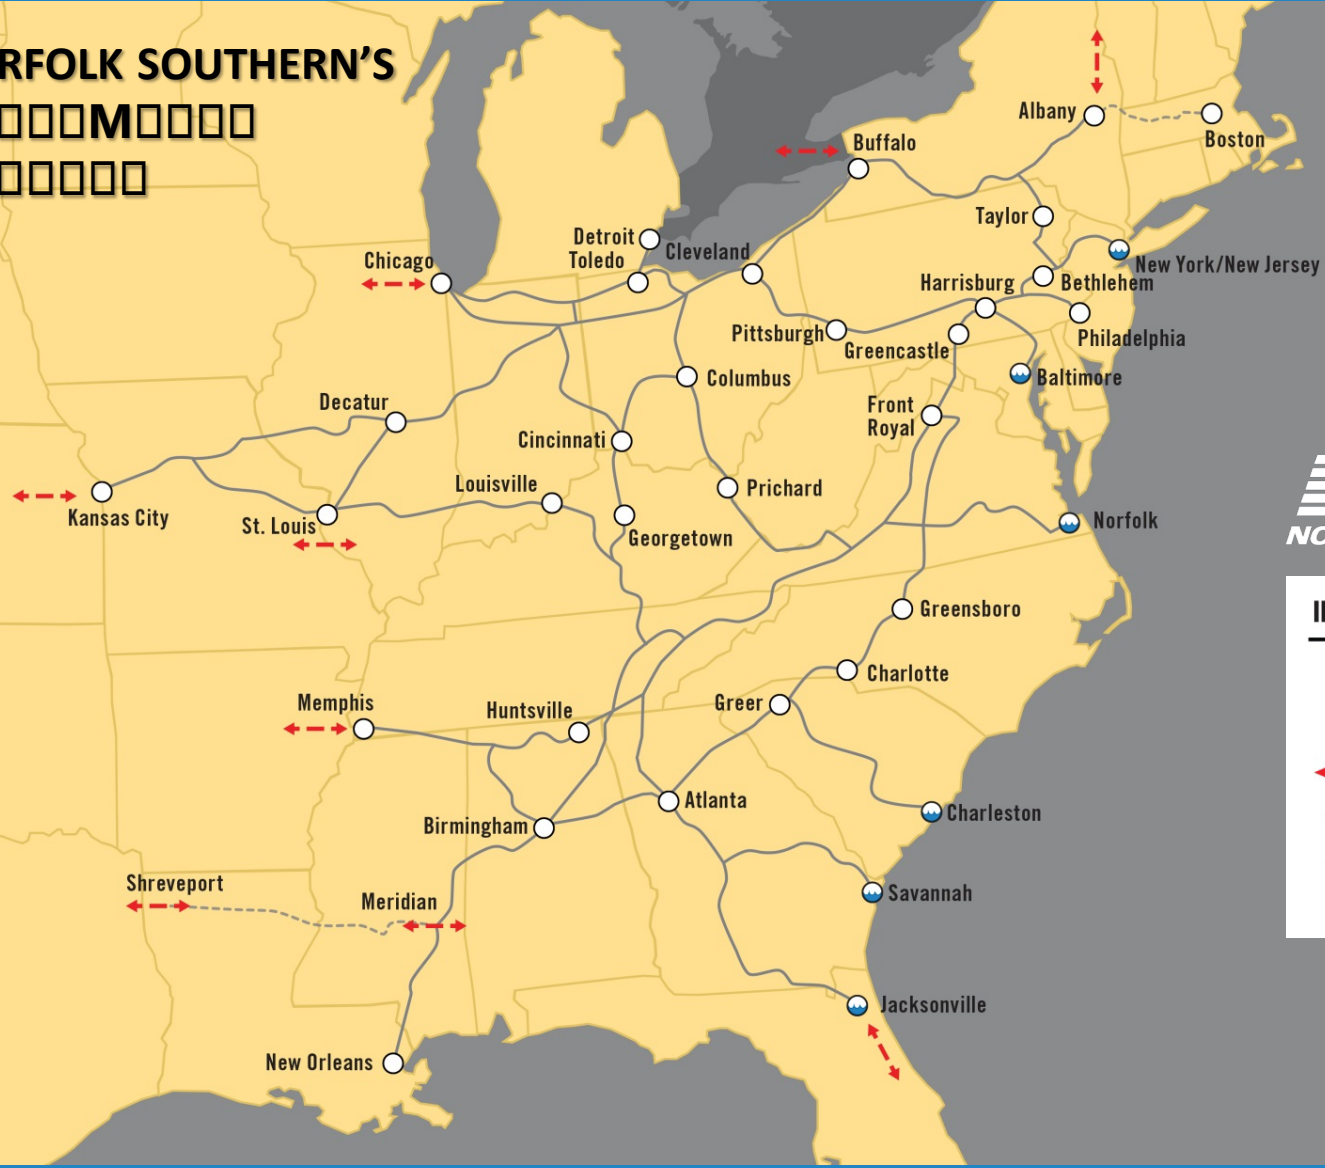 RFOLK SOUTHERN'S
Albany
Boston
Buffalo
Taylor
Detroit
Toledo
Cleveland
Chicago
New York/New Jersey
Harrisburg
Bethlehem
Pittsburgh
Greencastle
Philadelphia
Columbus
Baltimore
Decatur
Front
Royal
Cincinnati
Louisville
Prichard
Kansas City
St. Louis
Georgetown
Norfolk
Greensboro
Charlotte
Memphis
Huntsville
Greer
Atlanta
Birmingham
Charleston
Shreveport
Meridian
Savannah
Jacksonville
New Orleans